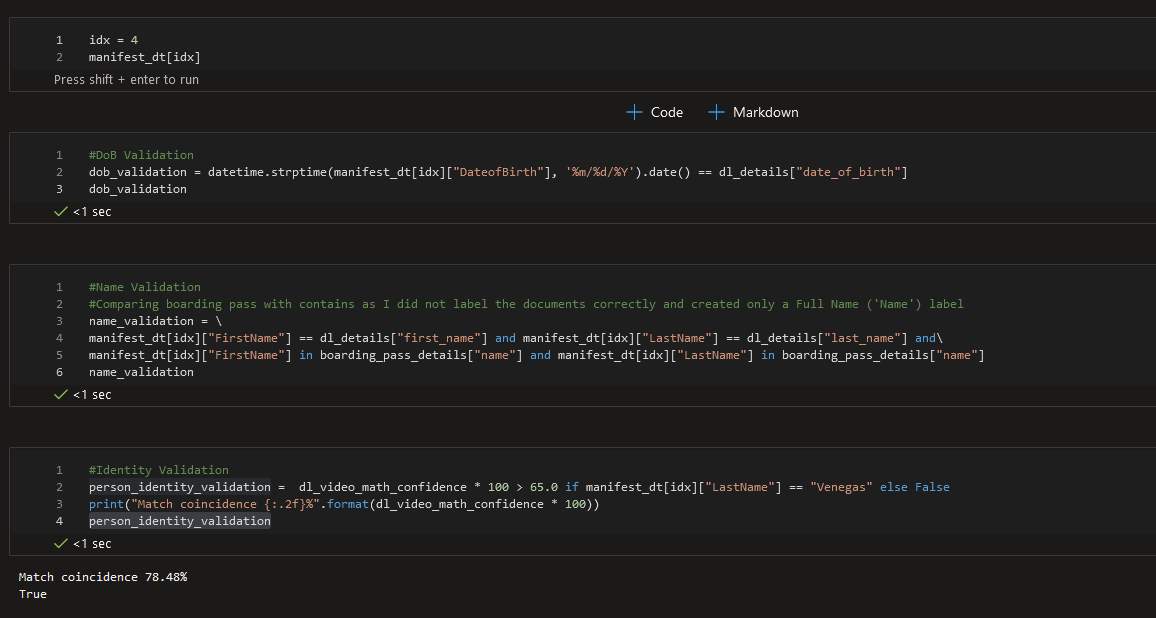 1 idx = 4
2 manifest_dt[idx]
Press shift + enter to run
+ Code + Markdown
1 #DoB Validation
2 dob_validation = datetime.strptime(manifest_dt[idx]["DateofBirth"], '%m/%d/%Y').date() == dl_details["date_of_birth"]
3 dob_validation
<1 sec
1 #Name Validation
2 #Comparing boarding pass with contains as I did not label the documents correctly and created only a Full Name ('Name') label
3 name_validation = \
4 manifest_dt[idx]["FirstName"] == dl_details["first_name"] and manifest_dt[idx]["LastName"] == dl_details["last_name"] and\
5 manifest_dt[idx]["FirstName"] in boarding_pass_details["name"] and manifest_dt[idx]["LastName"] in boarding_pass_details["name"]
6 name_validation
<1 sec
1 #Identity Validation
2 person_identity_validation =  dl_video_math_confidence * 100 > 65.0 if manifest_dt[idx]["LastName"] == "Venegas" else False
3 print("Match coincidence {:.2f}%".format(dl_video_math_confidence * 100))
4 person_identity_validation
<1 sec
Match coincidence 78.48%
True